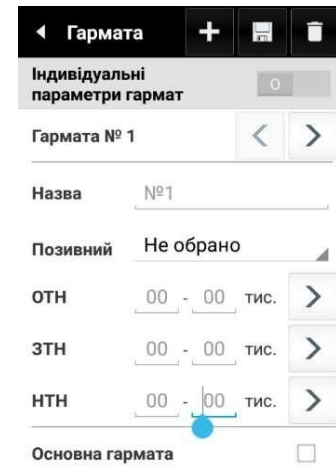 Гармата
Індивідуальні
параметри гармат
O
Гармата № 1
Назва №1
Позивний Не обрано
ОТН 00 - 00 тис.
ЗТН 00 - 00 тис.
НТН 00 - 00 тис.
Основна гармата